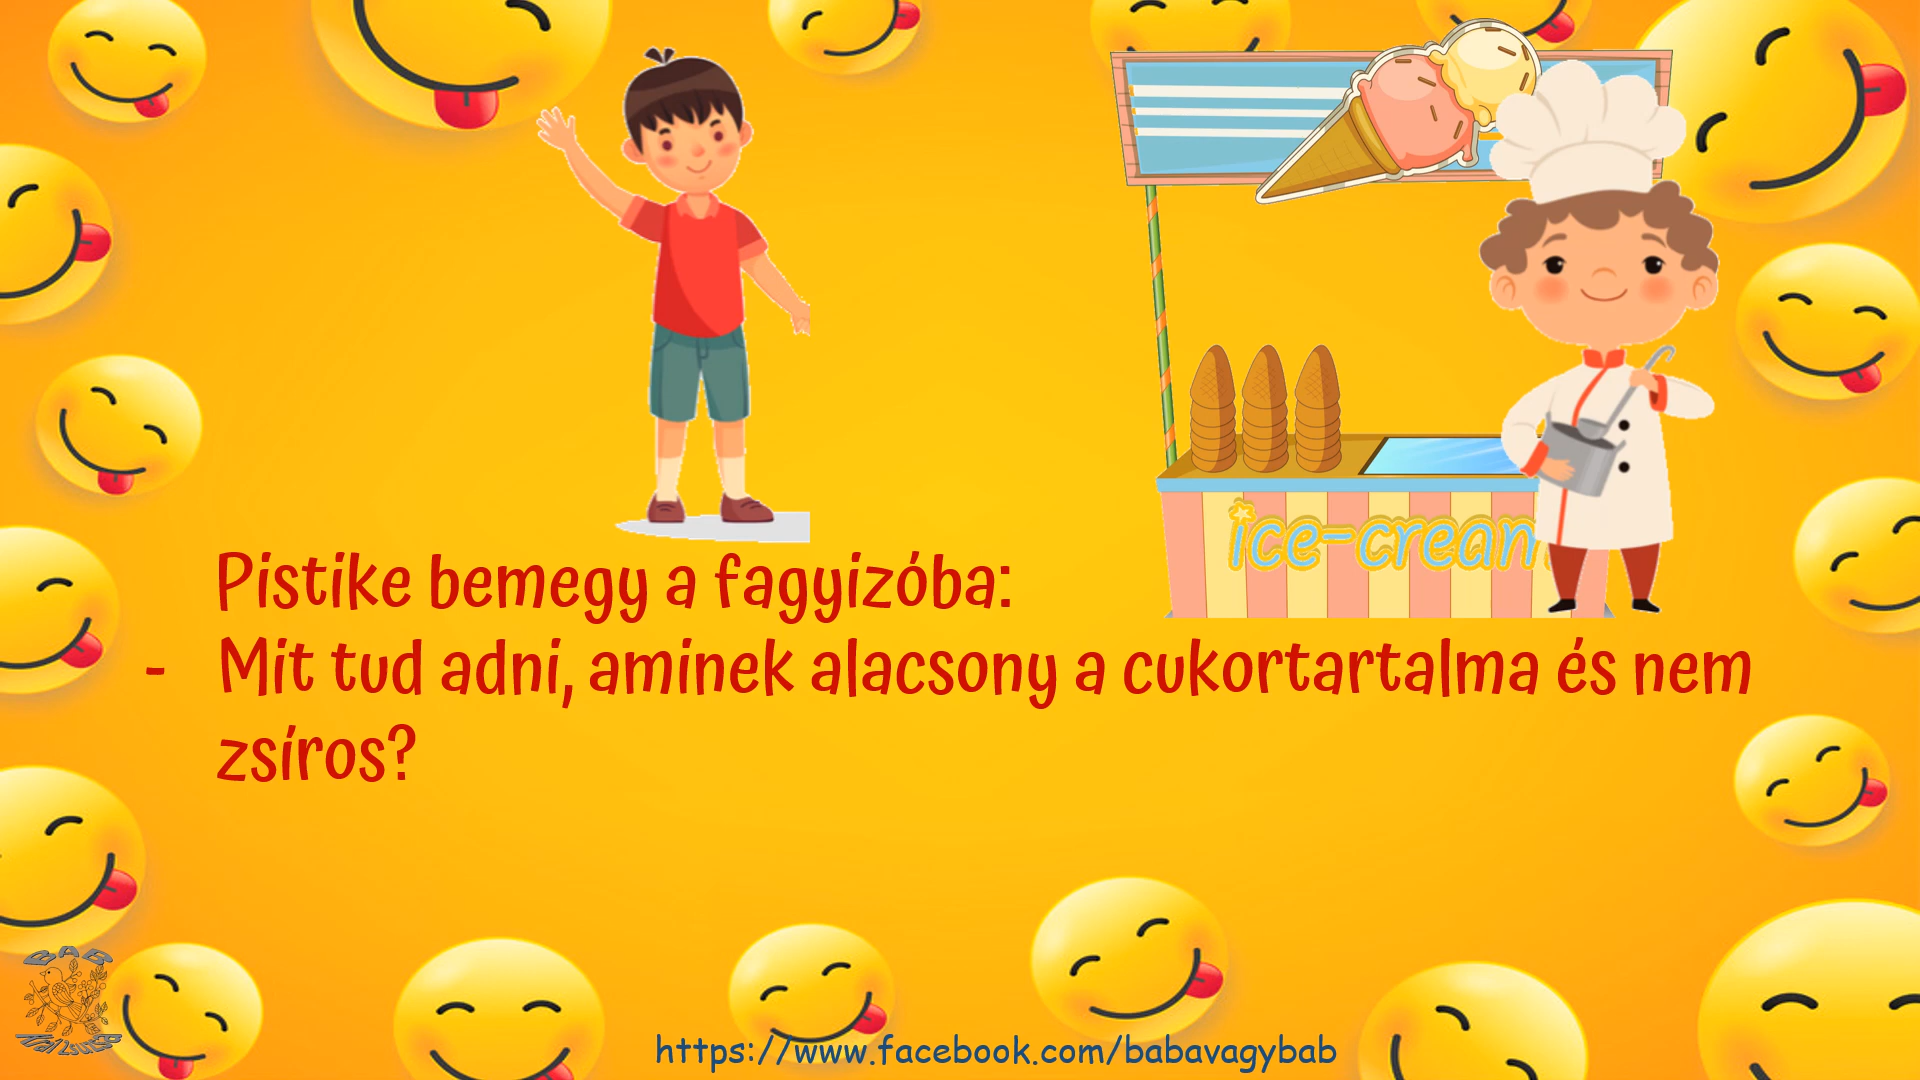 ice-cream
Pistike bemegy a fagyizóba:
- Mit tud adni, aminek alacsony a cukortartalma és nem
zsíros?
BAB
https://www.facebook.com/babavagybab